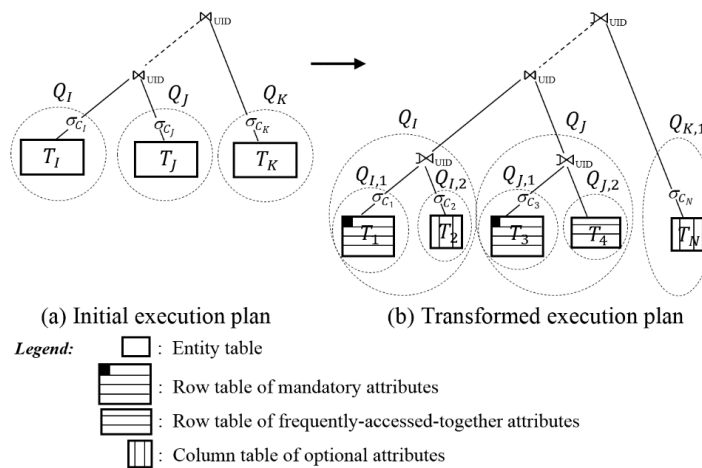 ⋈UID
⋈UID
Q_I Q_J Q_K
σ_{C_I} σ_{C_J} σ_{C_K}
T_I T_J T_K
⟕UID
⋈UID
Q_I Q_J Q_{K,1}
⟕UID ⟕UID
Q_{I,1} Q_{I,2} Q_{J,1} Q_{J,2}
σ_{C_1} σ_{C_2} σ_{C_3} σ_{C_N}
T_1 T_2 T_3 T_4 T_N
(a) Initial execution plan (b) Transformed execution plan
Legend: : Entity table
: Row table of mandatory attributes
: Row table of frequently-accessed-together attributes
: Column table of optional attributes